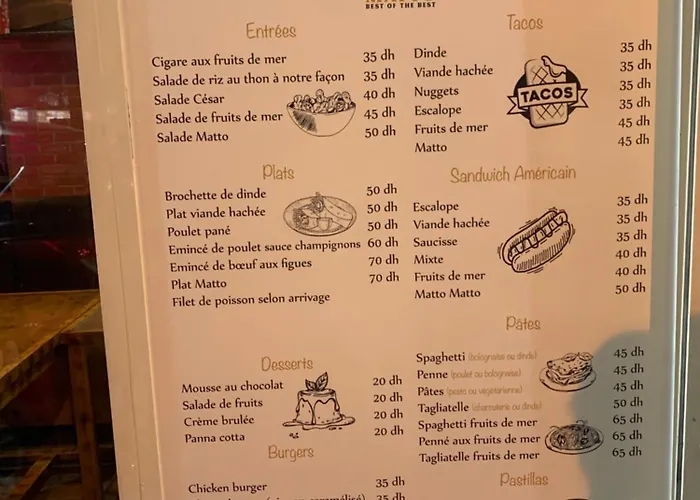 BEST OF THE BEST
Entrées
Cigare aux fruits de mer 35 dh
Salade de riz au thon à notre façon 35 dh
Salade César 40 dh
Salade de fruits de mer 45 dh
Salade Matto 50 dh
Plats
Brochette de dinde 50 dh
Plat viande hachée 50 dh
Poulet pané 50 dh
Emincé de poulet sauce champignons 60 dh
Emincé de bœuf aux figues 70 dh
Plat Matto 70 dh
Filet de poisson selon arrivage
Desserts
Mousse au chocolat 20 dh
Salade de fruits 20 dh
Crème brulée 20 dh
Panna cotta 20 dh
Burgers
Chicken burger 35 dh
35 dh
Tacos
Dinde 35 dh
Viande hachée 35 dh
Nuggets 35 dh
Escalope 35 dh
Fruits de mer 45 dh
Matto 45 dh
TACOS
Sandwich Américain
Escalope 35 dh
Viande hachée 35 dh
Saucisse 35 dh
Mixte 40 dh
Fruits de mer 40 dh
Matto Matto 50 dh
Pâtes
Spaghetti (bolognaise ou dinde) 45 dh
Penne (poulet ou bolognaise) 45 dh
Pâtes (pesto ou végétarienne) 45 dh
Tagliatelle (charcuterie ou dinde) 50 dh
Spaghetti fruits de mer 65 dh
Penné aux fruits de mer 65 dh
Tagliatelle fruits de mer 65 dh
Pastillas